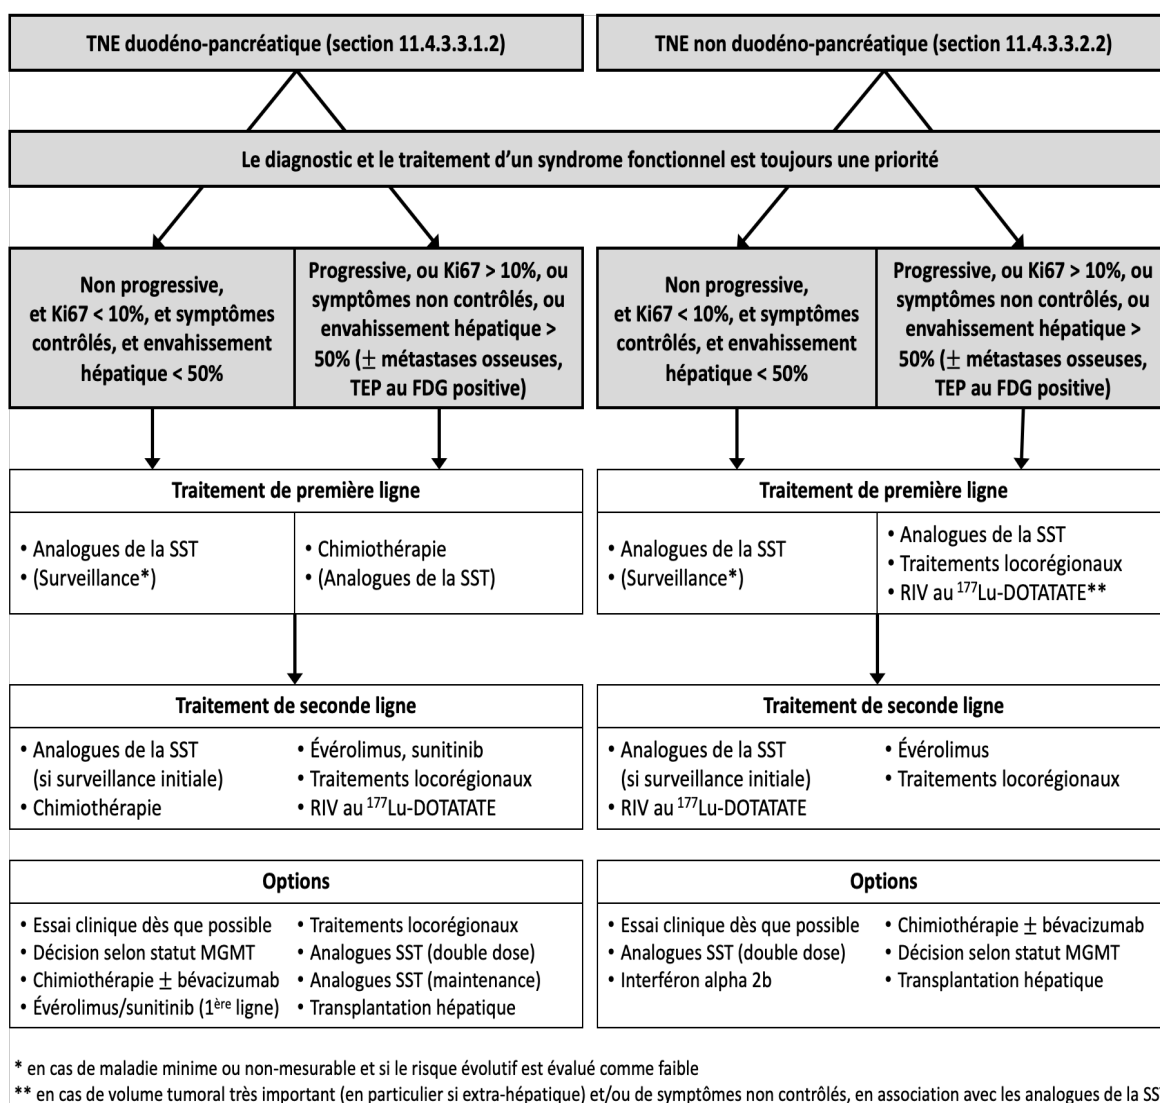 TNE duodéno-pancréatique (section 11.4.3.3.1.2)
TNE non duodéno-pancréatique (section 11.4.3.3.2.2)
Le diagnostic et le traitement d’un syndrome fonctionnel est toujours une priorité
Non progressive,
et Ki67 < 10%, et symptômes
contrôlés, et envahissement
hépatique < 50%
Progressive, ou Ki67 > 10%, ou
symptômes non contrôlés, ou
envahissement hépatique >
50% (± métastases osseuses,
TEP au FDG positive)
Non progressive,
et Ki67 < 10%, et symptômes
contrôlés, et envahissement
hépatique < 50%
Progressive, ou Ki67 > 10%, ou
symptômes non contrôlés, ou
envahissement hépatique >
50% (± métastases osseuses,
TEP au FDG positive)
Traitement de première ligne
• Analogues de la SST
• (Surveillance*)
• Chimiothérapie
• (Analogues de la SST)
Traitement de première ligne
• Analogues de la SST
• (Surveillance*)
• Analogues de la SST
• Traitements locorégionaux
• RIV au ¹⁷⁷Lu-DOTATATE**
Traitement de seconde ligne
• Analogues de la SST
(si surveillance initiale)
• Chimiothérapie
• Évérolimus, sunitinib
• Traitements locorégionaux
• RIV au ¹⁷⁷Lu-DOTATATE
Traitement de seconde ligne
• Analogues de la SST
(si surveillance initiale)
• RIV au ¹⁷⁷Lu-DOTATATE
• Évérolimus
• Traitements locorégionaux
Options
• Essai clinique dès que possible
• Décision selon statut MGMT
• Chimiothérapie ± bévacizumab
• Évérolimus/sunitinib (1ère ligne)
• Traitements locorégionaux
• Analogues SST (double dose)
• Analogues SST (maintenance)
• Transplantation hépatique
Options
• Essai clinique dès que possible
• Analogues SST (double dose)
• Interféron alpha 2b
• Chimiothérapie ± bévacizumab
• Décision selon statut MGMT
• Transplantation hépatique
* en cas de maladie minime ou non-mesurable et si le risque évolutif est évalué comme faible
** en cas de volume tumoral très important (en particulier si extra-hépatique) et/ou de symptômes non contrôlés, en association avec les analogues de la SST